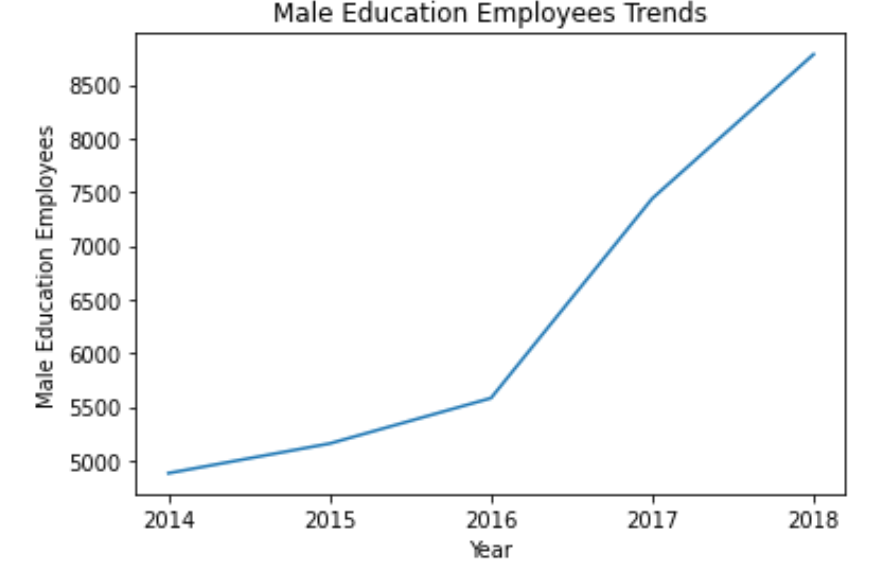 Male Education Employees Trends
Male Education Employees
8500
8000
7500
7000
6500
6000
5500
5000
2014 2015 2016 2017 2018
Year